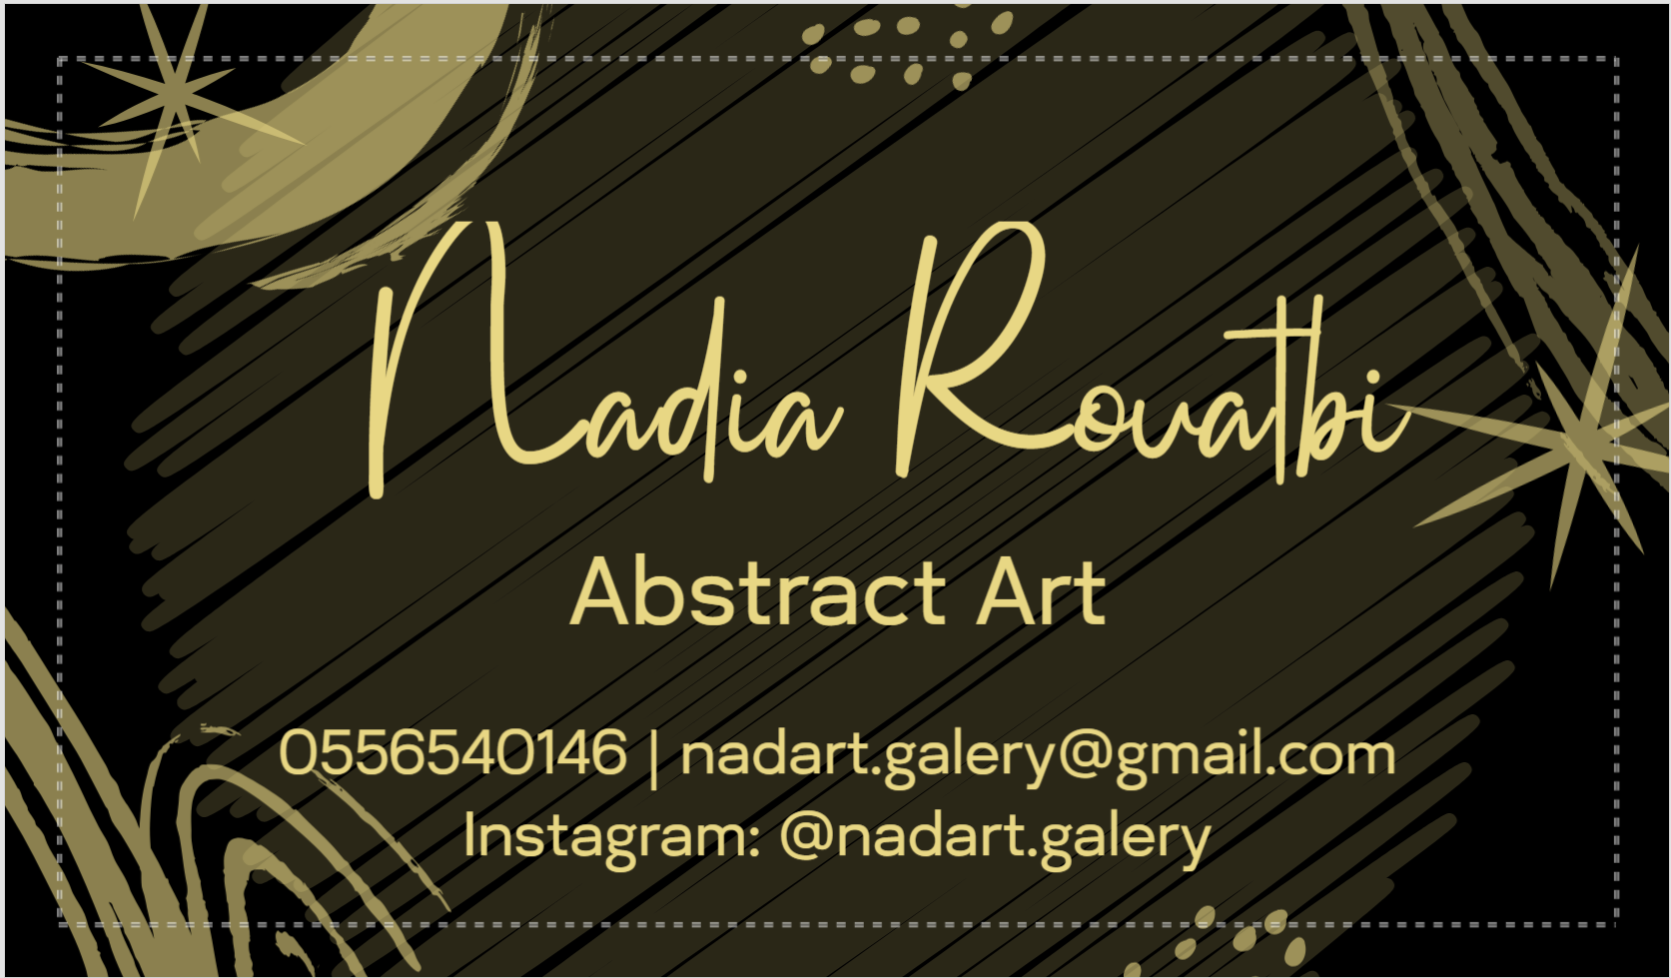 Nadia Rouatbi
Abstract Art
0556540146 | nadart.galery@gmail.com
Instagram: @nadart.galery